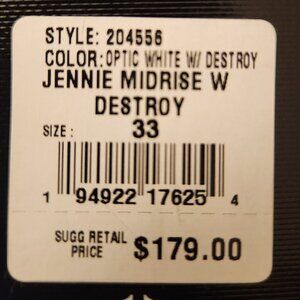 STYLE: 204556
COLOR: OPTIC WHITE W/ DESTROY
JENNIE MIDRISE W
DESTROY
SIZE : 33
1 94922 17625 4
SUGG RETAIL
PRICE $179.00